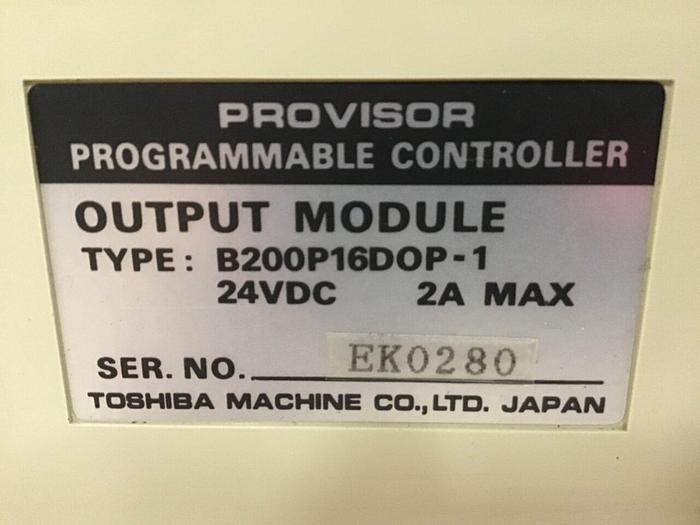 PROVISOR
PROGRAMMABLE CONTROLLER
OUTPUT MODULE
TYPE: B200P16DOP-1
24VDC 2A MAX
SER. NO. EK0280
TOSHIBA MACHINE CO.,LTD. JAPAN